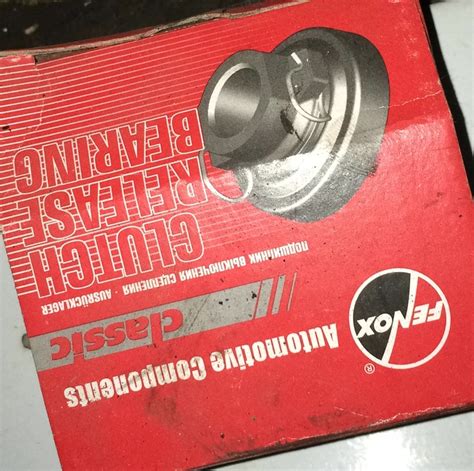 FENOX
®
Automotive Components
Classic
ПОДШИПНИК ВЫКЛЮЧЕНИЯ СЦЕПЛЕНИЯ · AUSRÜCKLAGER
CLUTCH
RELEASE
BEARING